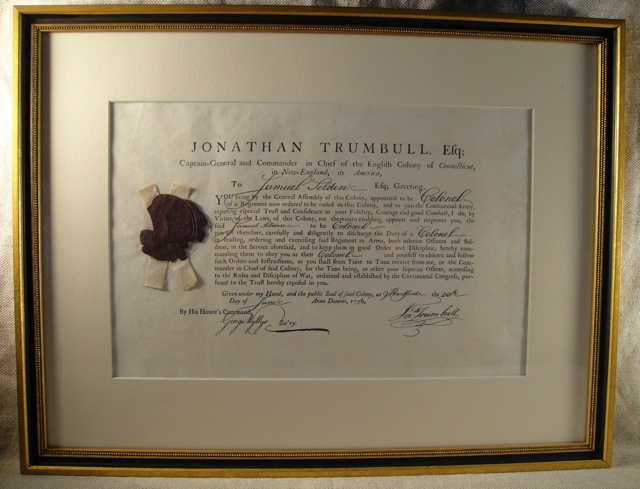 JONATHAN TRUMBULL, Esq;
Captain-General and Commander in Chief of the English Colony of Connecticut,
in New-England, in America,
To Samuel Selden Esq; Greeting.
YOU being by the General Assembly of this Colony, appointed to be Colonel
of a Regiment now ordered to be raised in this Colony, and to join the Continental Army,
reposing special Trust and Confidence in your Fidelity, Courage and good Conduct, I do, by
Virtue of the Laws, of this Colony, me thereunto enabling, appoint and impower you, the
said Samuel Selden to be Colonel
you are therefore, carefully and diligently to discharge the Duty of a Colonel
in leading, ordering and exercising said Regiment in Arms, both inferior Officers and Sol-
diers, in the Service aforesaid, and to keep them in good Order and Discipline, hereby com-
manding them to obey you as their Colonel and yourself to observe and follow
such Orders and Instructions, as you shall from Time to Time receive from me, or the Com-
mander in Chief of said Colony, for the Time being, or other your superior Officers, according
to the Rules and Discipline of War, ordained and established by the Continental Congress, pur-
suant to the Trust hereby reposed in you.
Given under my Hand, and the public Seal of said Colony, at Hartford the 20th
Day of June Anno Domini, 1776.
By His Honor's Command,
Jon Trumbull
George Wyllys Secry